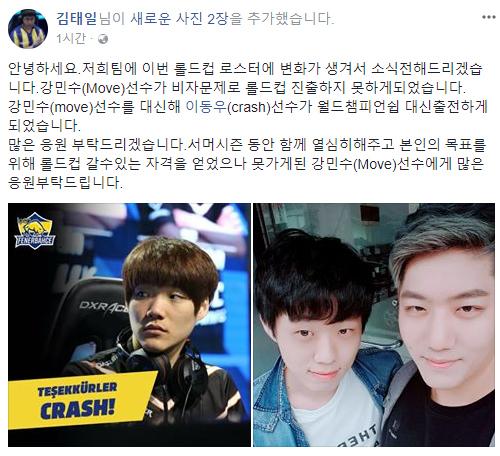 김태일님이 새로운 사진 2장을 추가했습니다.
1시간 ·
안녕하세요.저희팀에 이번 롤드컵 로스터에 변화가 생겨서 소식전해드리겠습
니다.강민수(Move)선수가 비자문제로 롤드컵 진출하지 못하게되었습니다.
강민수(move)선수를 대신해 이동우(crash)선수가 월드챔피언쉽 대신출전하게
되었습니다.
많은 응원 부탁드리겠습니다.서머시즌 동안 함께 열심히해주고 본인의 목표를
위해 롤드컵 갈수있는 자격을 얻었으나 못가게된 강민수(Move)선수에게 많은
응원부탁드립니다.
FENERBAHÇE
DXRACER
TEŞEKKÜRLER
CRASH!